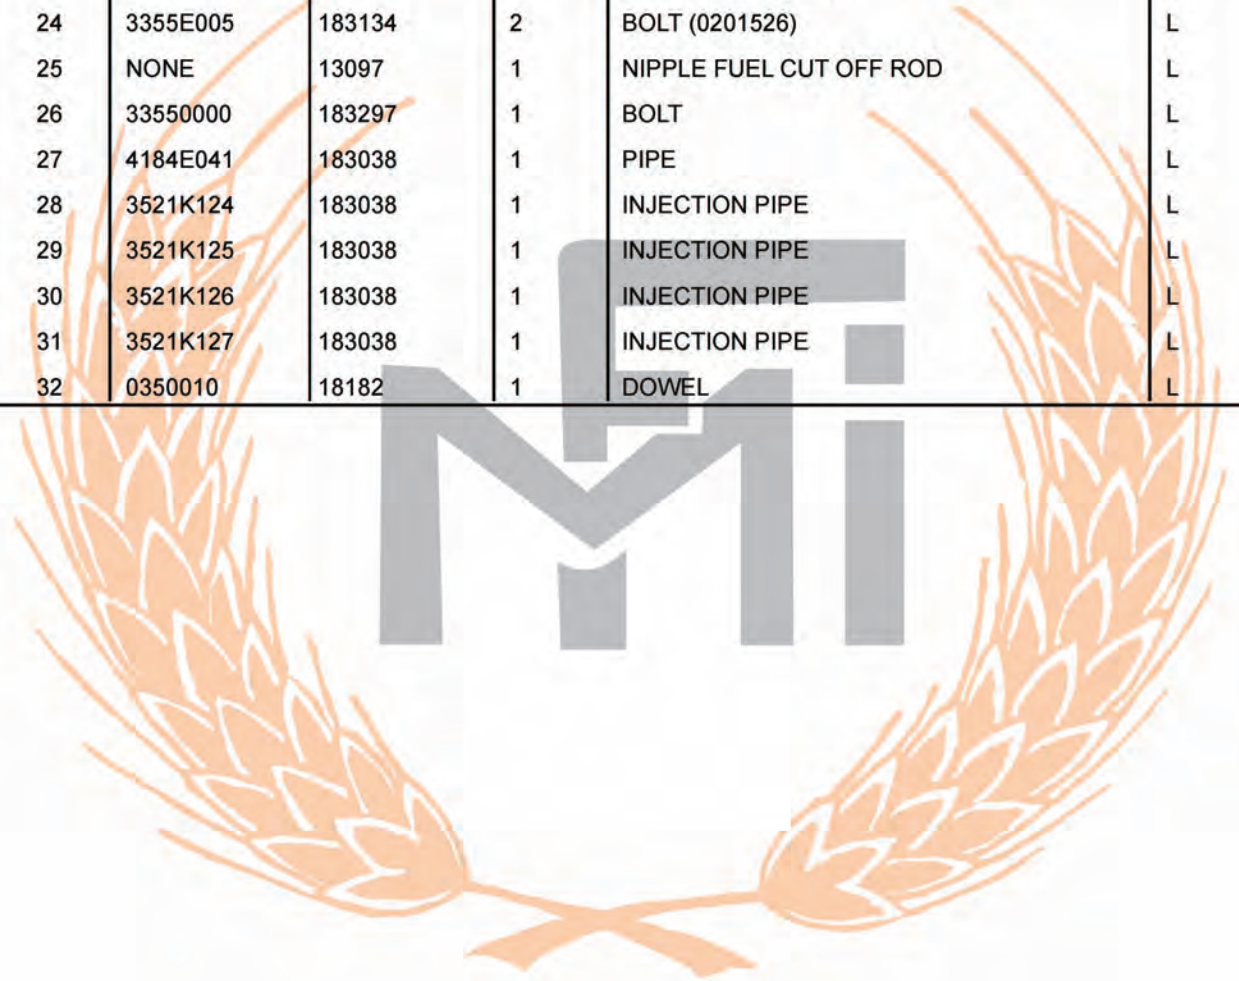 24 3355E005 183134 2 BOLT (0201526) L
25 NONE 13097 1 NIPPLE FUEL CUT OFF ROD L
26 33550000 183297 1 BOLT L
27 4184E041 183038 1 PIPE L
28 3521K124 183038 1 INJECTION PIPE L
29 3521K125 183038 1 INJECTION PIPE L
30 3521K126 183038 1 INJECTION PIPE L
31 3521K127 183038 1 INJECTION PIPE L
32 0350010 18182 1 DOWEL L